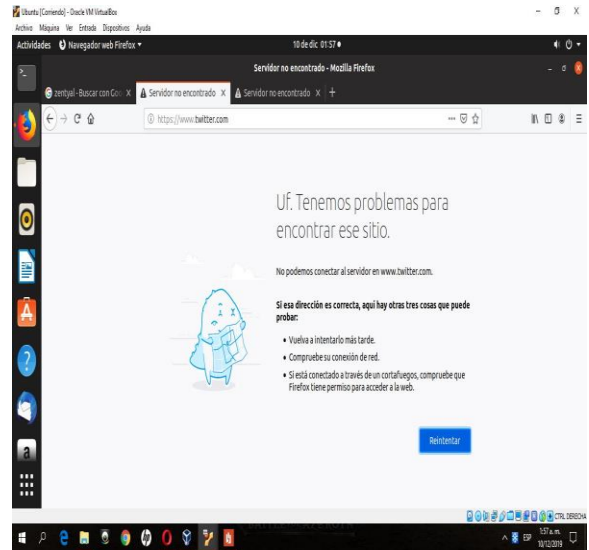 Ubuntu [Corriendo] - Oracle VM VirtualBox
Archivo Máquina Ver Entrada Dispositivos Ayuda
Actividades Navegador web Firefox
10 de dic 01:57
Servidor no encontrado - Mozilla Firefox
zentyal - Buscar con Goo X
Servidor no encontrado X
Servidor no encontrado X +
https://www.twitter.com
Uf. Tenemos problemas para
encontrar ese sitio.
No podemos conectar al servidor en www.twitter.com.
Si esa dirección es correcta, aquí hay otras tres cosas que puede
probar:
• Vuelva a intentarlo más tarde.
• Compruebe su conexión de red.
• Si está conectado a través de un cortafuegos, compruebe que
Firefox tiene permiso para acceder a la web.
Reintentar
CTRL DERECHA
ESP
1:57 a. m.
10/12/2019